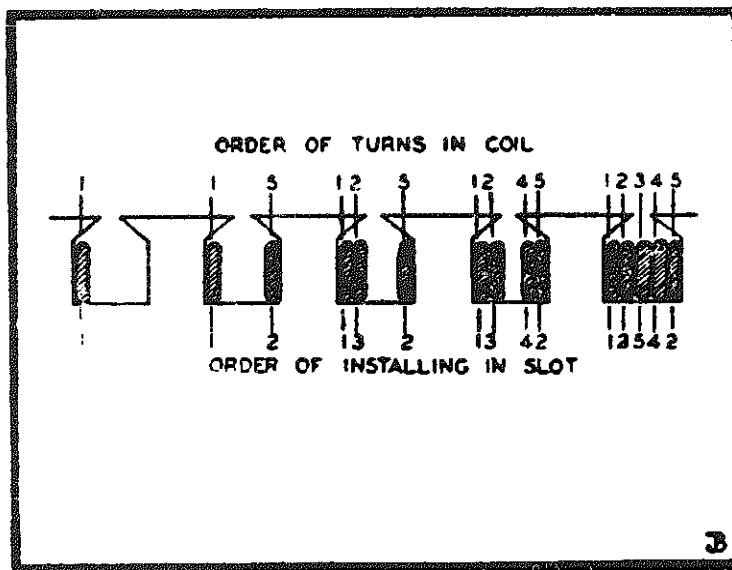 ORDER OF TURNS IN COIL
1 1 5 1 2 5 1 2 4 5 1 2 3 4 5
1 1 2 1 3 2 1 3 4 2 1 3 5 4 2
ORDER OF INSTALLING IN SLOT
JB